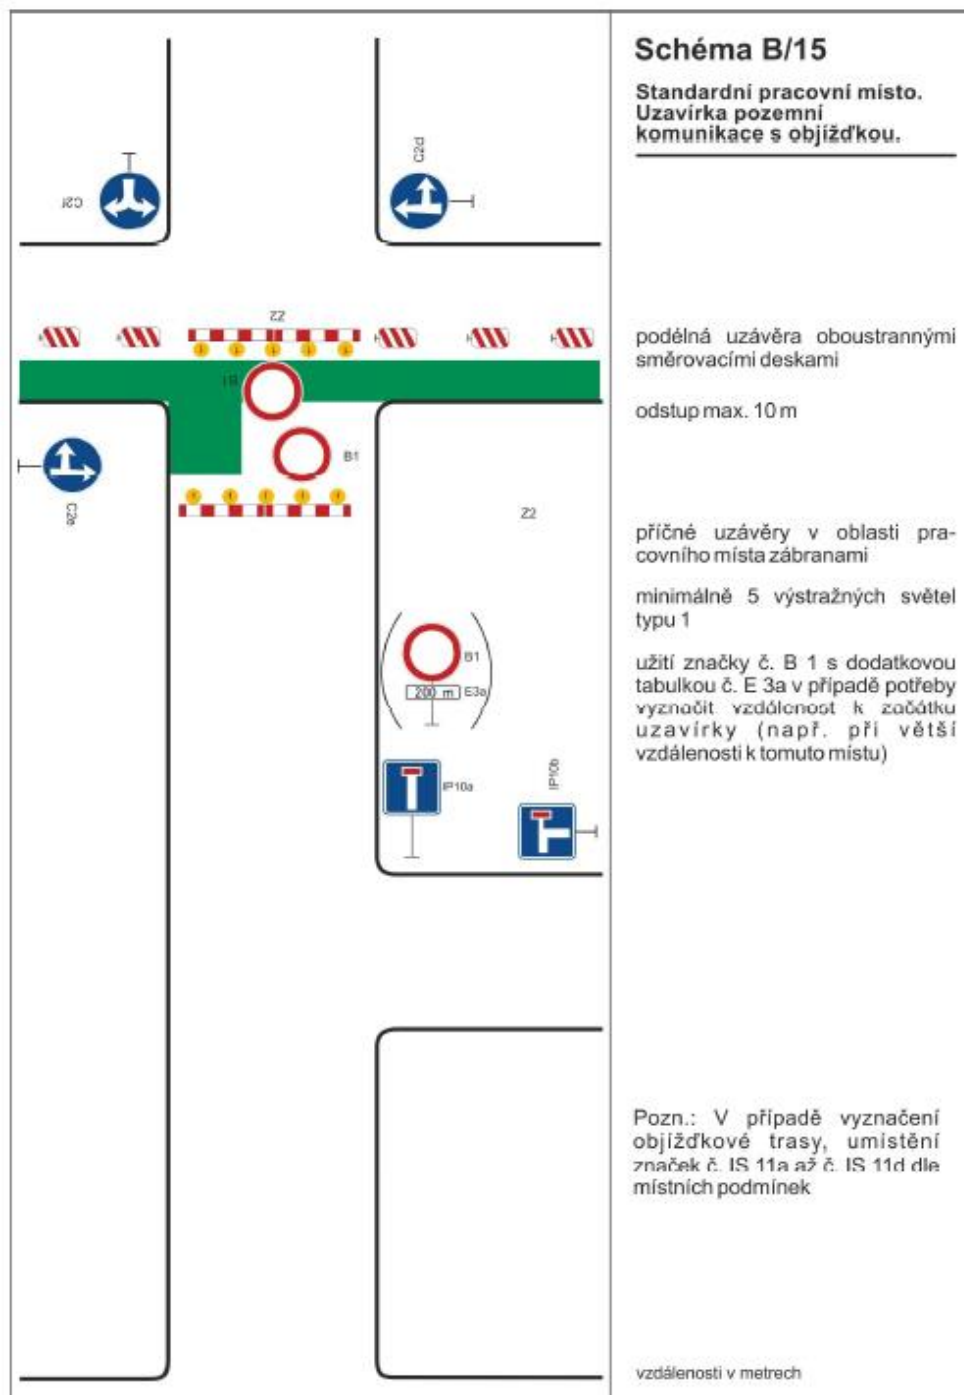 Schéma B/15
Standardní pracovní místo.
Uzavírka pozemní
komunikace s objížďkou.
C2f
C2d
Z2
B1
B1
C2e
Z2
B1
200 m
E3a
IP10a
IP10b
podélná uzávěra oboustrannými
směrovacími deskami
odstup max. 10 m
příčné uzávěry v oblasti pra-
covního místa zábranami
minimálně 5 výstražných světel
typu 1
užití značky č. B 1 s dodatkovou
tabulkou č. E 3a v případě potřeby
vyznačit vzdálenost k začátku
uzavírky (např. při větší
vzdálenosti k tomuto místu)
Pozn.: V případě vyznačení
objížďkové trasy, umístění
značek č. IS 11a až č. IS 11d dle
místních podmínek
vzdálenosti v metrech